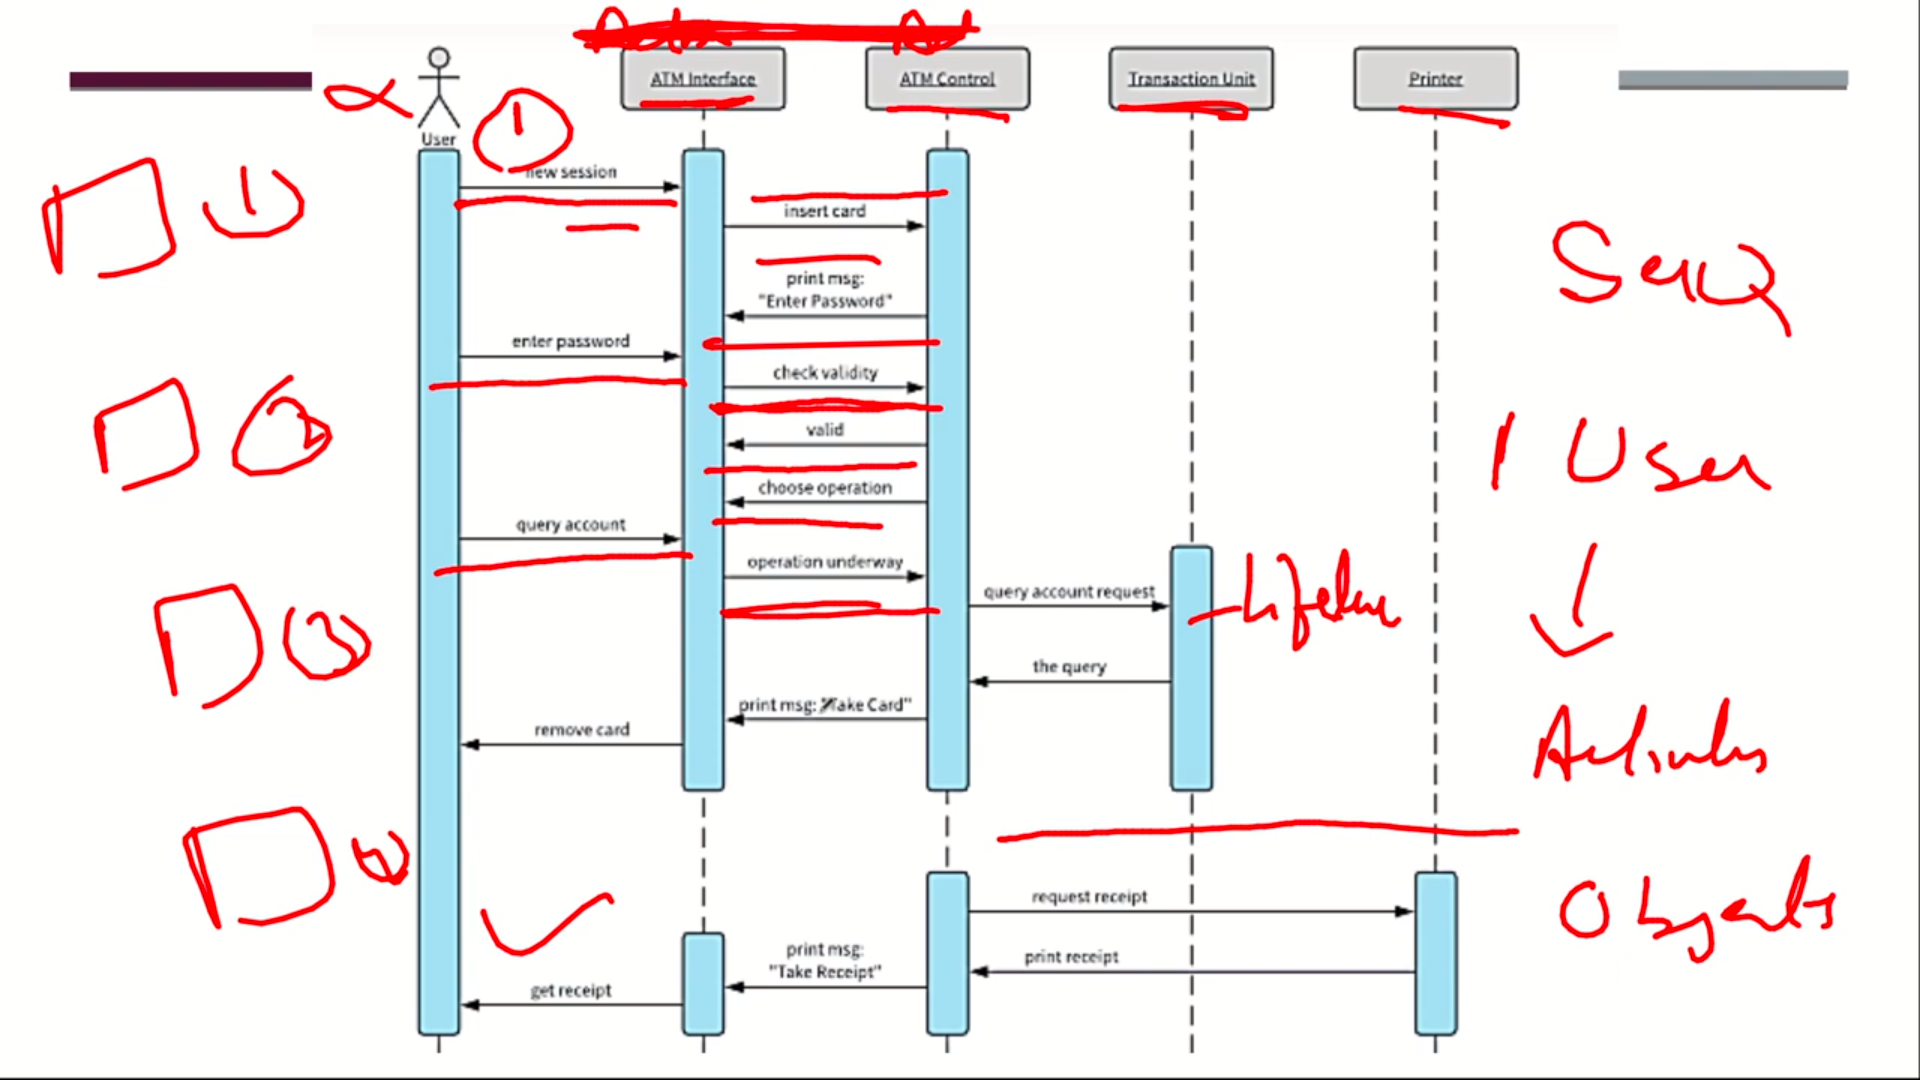 ATM Interface
ATM Control
Transaction Unit
Printer
User
1
new session
1
insert card
SeQ
print msg:
"Enter Password"
enter password
check validity
2
valid
1 User
choose operation
query account
operation underway
query account request
3
the query
print msg: "Take Card"
remove card
4
Objects
request receipt
print msg:
"Take Receipt"
print receipt
get receipt